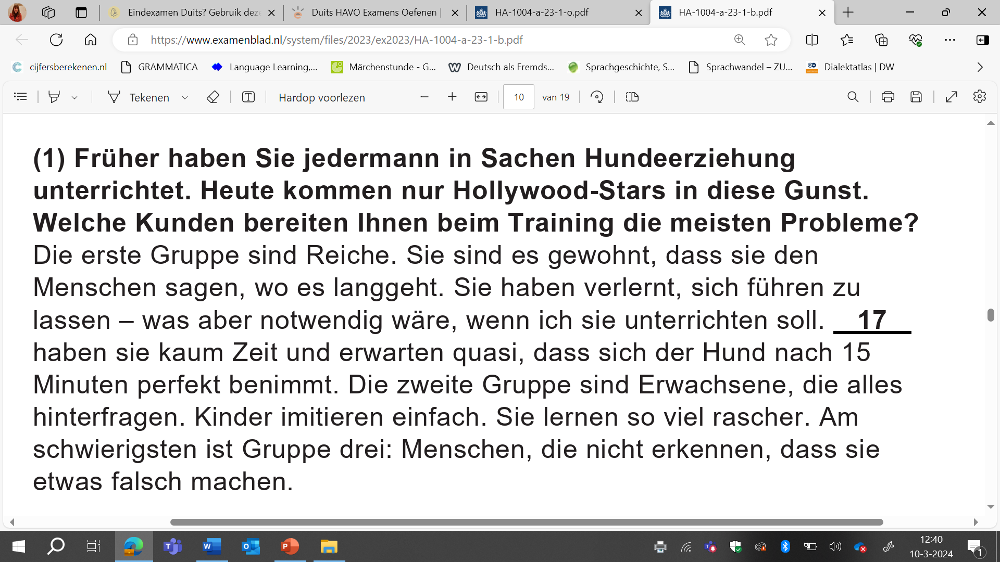 Eindexamen Duits? Gebruik deze
Duits HAVO Examens Oefenen |
HA-1004-a-23-1-o.pdf
HA-1004-a-23-1-b.pdf
https://www.examenblad.nl/system/files/2023/ex2023/HA-1004-a-23-1-b.pdf
cijfersberekenen.nl
GRAMMATICA
Language Learning,...
Märchenstunde - G...
Deutsch als Fremds...
Sprachgeschichte, S...
Sprachwandel – ZU...
Dialektatlas | DW
Tekenen
Hardop voorlezen
10
van 19
(1) Früher haben Sie jedermann in Sachen Hundeerziehung
unterrichtet. Heute kommen nur Hollywood-Stars in diese Gunst.
Welche Kunden bereiten Ihnen beim Training die meisten Probleme?
Die erste Gruppe sind Reiche. Sie sind es gewohnt, dass sie den
Menschen sagen, wo es langgeht. Sie haben verlernt, sich führen zu
lassen – was aber notwendig wäre, wenn ich sie unterrichten soll. 17
haben sie kaum Zeit und erwarten quasi, dass sich der Hund nach 15
Minuten perfekt benimmt. Die zweite Gruppe sind Erwachsene, die alles
hinterfragen. Kinder imitieren einfach. Sie lernen so viel rascher. Am
schwierigsten ist Gruppe drei: Menschen, die nicht erkennen, dass sie
etwas falsch machen.
12:40
10-3-2024
1